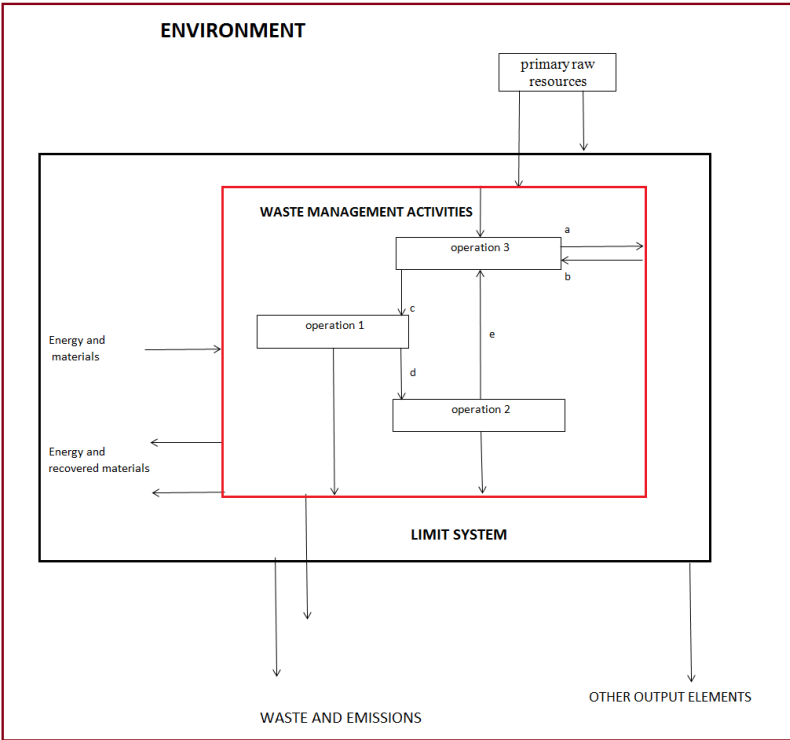 ENVIRONMENT
primary raw
resources
WASTE MANAGEMENT ACTIVITIES
a
operation 3
b
c
operation 1
e
Energy and
materials
d
operation 2
Energy and
recovered materials
LIMIT SYSTEM
OTHER OUTPUT ELEMENTS
WASTE AND EMISSIONS